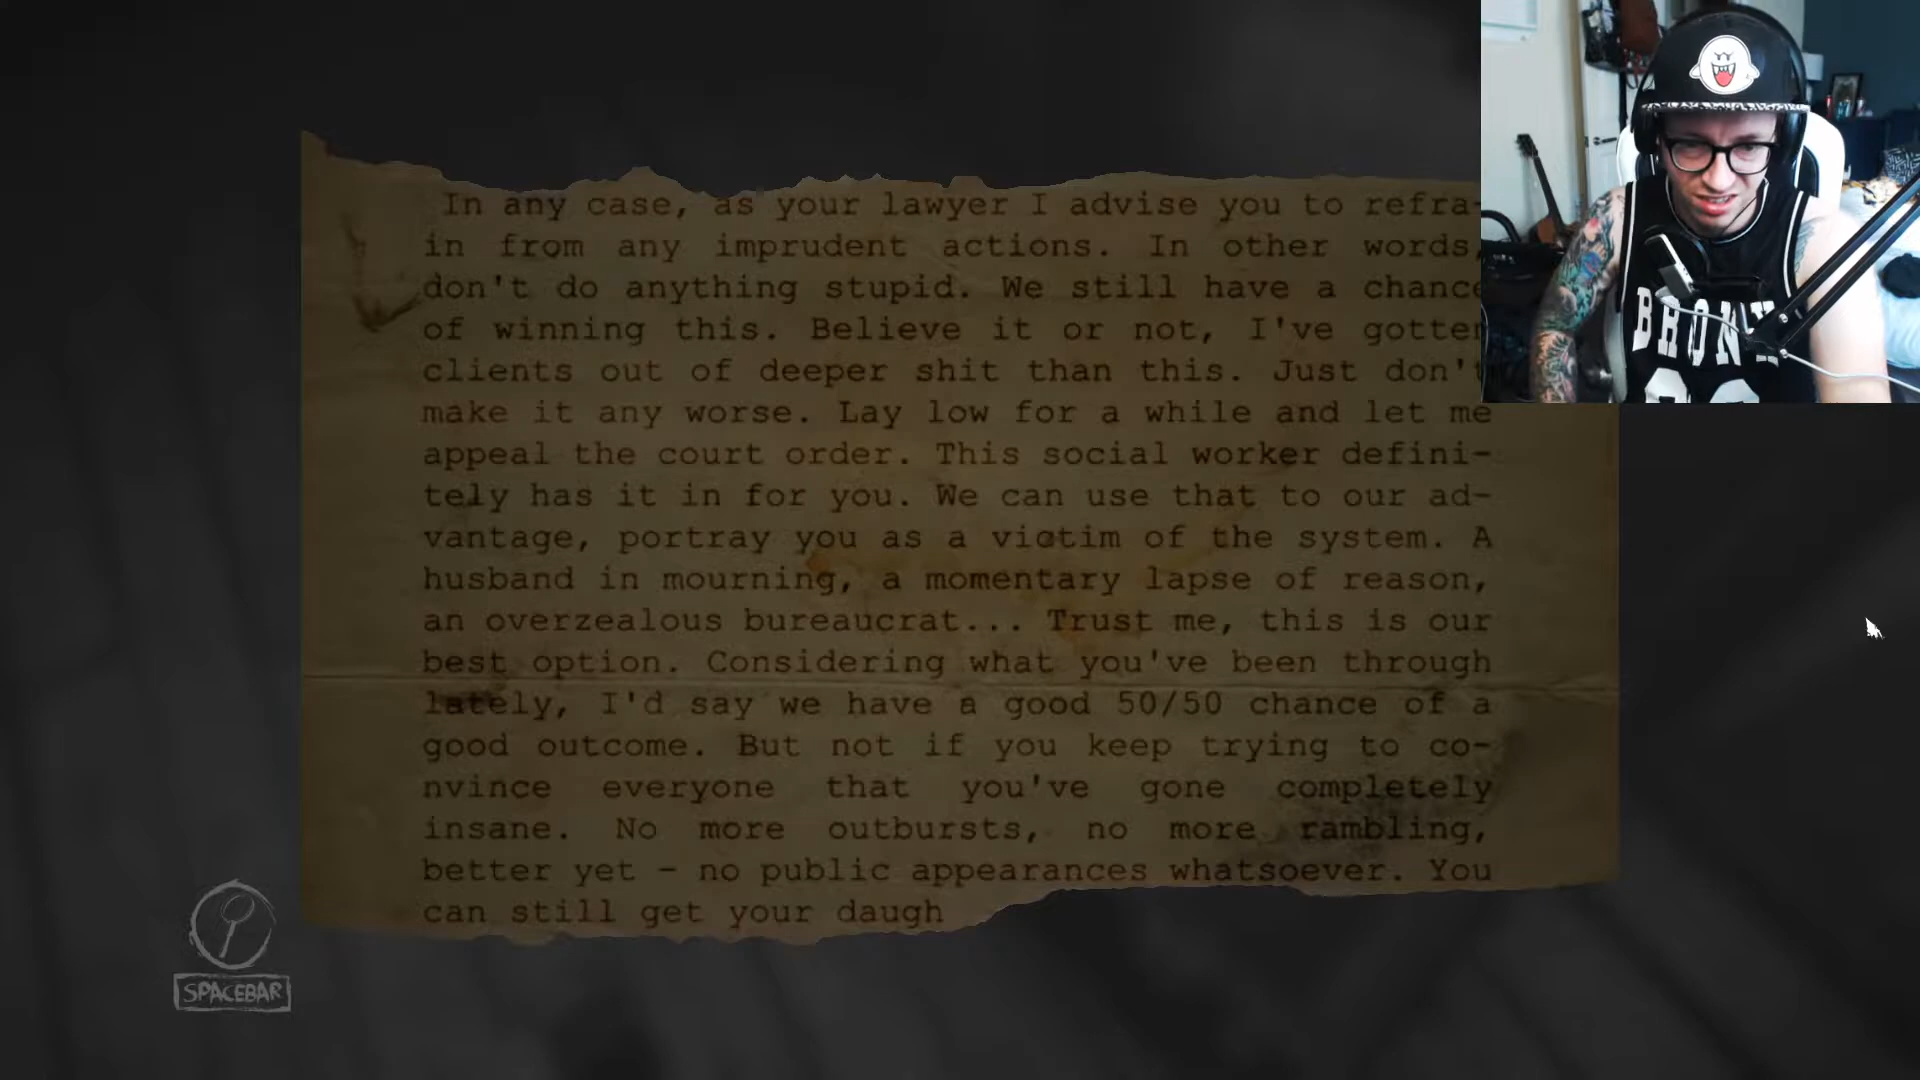 In any case, as your lawyer I advise you to refra-
in from any imprudent actions. In other words,
don't do anything stupid. We still have a chance
of winning this. Believe it or not, I've gotten
clients out of deeper shit than this. Just don't
make it any worse. Lay low for a while and let me
appeal the court order. This social worker defini-
tely has it in for you. We can use that to our ad-
vantage, portray you as a victim of the system. A
husband in mourning, a momentary lapse of reason,
an overzealous bureaucrat... Trust me, this is our
best option. Considering what you've been through
lately, I'd say we have a good 50/50 chance of a
good outcome. But not if you keep trying to co-
nvince everyone that you've gone completely
insane. No more outbursts, no more rambling,
better yet - no public appearances whatsoever. You
can still get your daugh
SPACEBAR